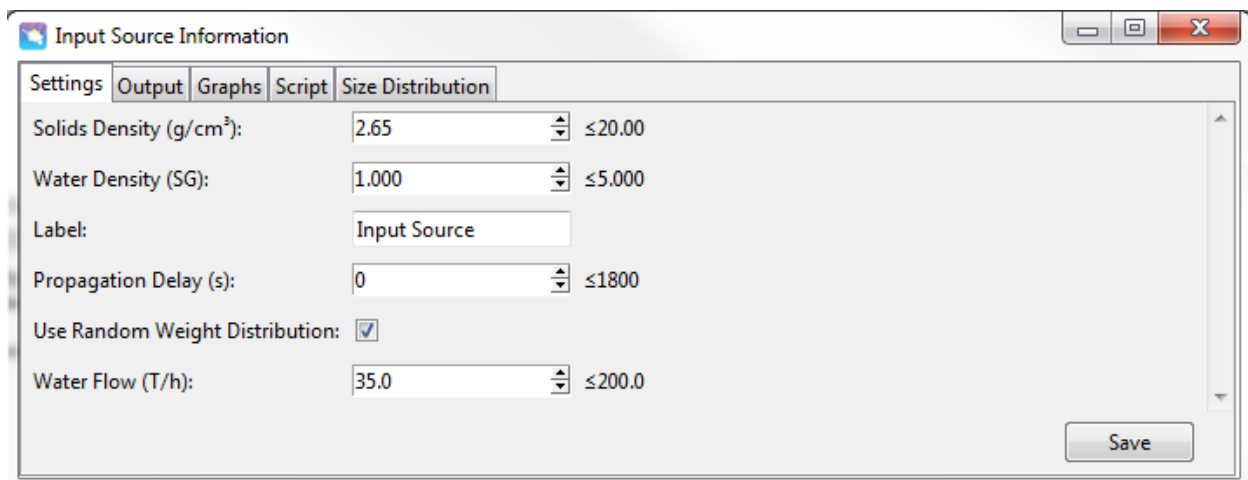 Input Source Information
Settings Output Graphs Script Size Distribution
Solids Density (g/cm³): 2.65 ≤20.00
Water Density (SG): 1.000 ≤5.000
Label: Input Source
Propagation Delay (s): 0 ≤1800
Use Random Weight Distribution:
Water Flow (T/h): 35.0 ≤200.0
Save